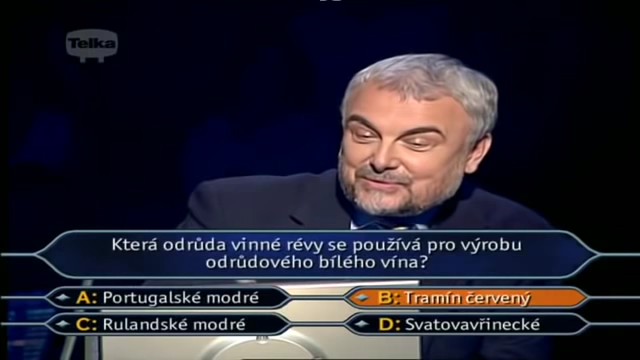 Telka
Která odrůda vinné révy se používá pro výrobu
odrůdového bílého vína?
A: Portugalské modré
B: Tramín červený
C: Rulandské modré
D: Svatovavřinecké